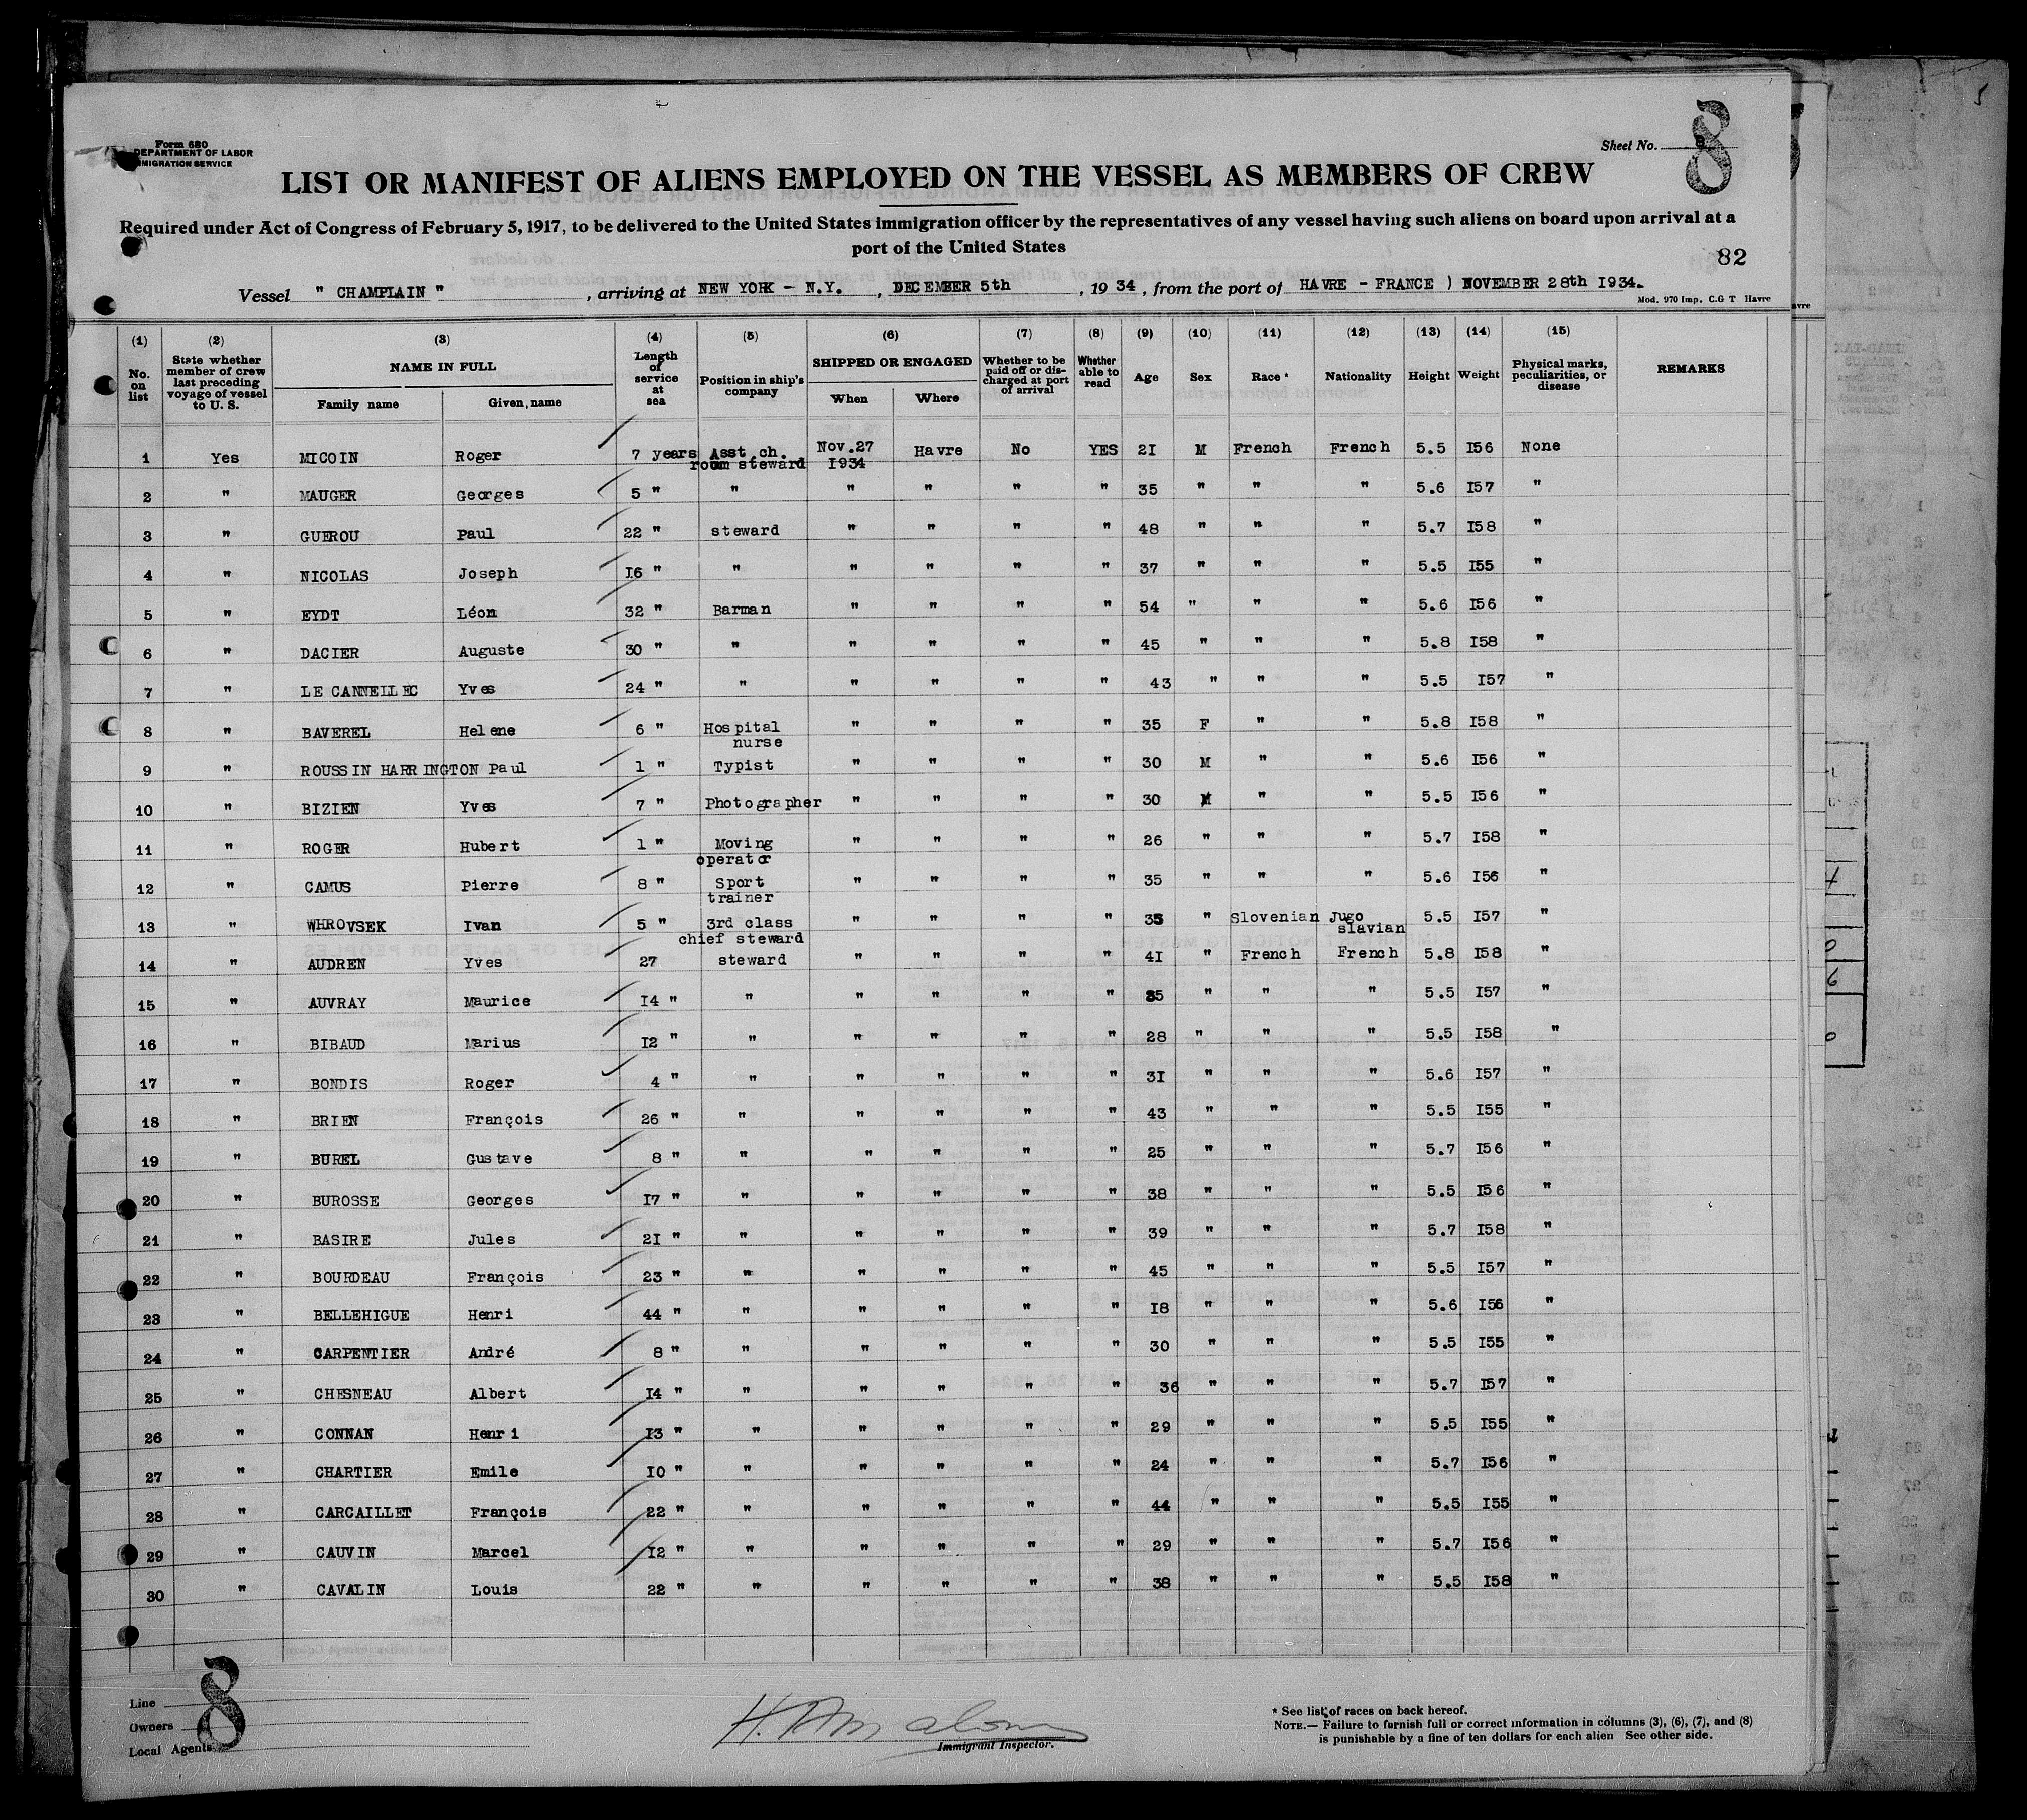 Form 680
DEPARTMENT OF LABOR
IMMIGRATION SERVICE
Sheet No. 8
8
LIST OR MANIFEST OF ALIENS EMPLOYED ON THE VESSEL AS MEMBERS OF CREW
Required under Act of Congress of February 5, 1917, to be delivered to the United States immigration officer by the representatives of any vessel having such aliens on board upon arrival at a
port of the United States
82
Vessel " CHAMPLAIN " , arriving at NEW YORK - N.Y. , DECEMBER 5th , 1934 , from the port of HAVRE - FRANCE ) NOVEMBER 28th 1934.
Mod. 970 Imp. C.G T Havre
(1) No. on list (2) State whether member of crew last preceding voyage of vessel to U. S. (3) NAME IN FULL Family name Given, name (4) Length of service at sea (5) Position in ship's company (6) SHIPPED OR ENGAGED When Where (7) Whether to be paid off or discharged at port of arrival (8) Whether able to read (9) Age (10) Sex (11) Race * (12) Nationality (13) Height (14) Weight (15) Physical marks, peculiarities, or disease REMARKS
1 Yes MICOIN Roger 7 years Asst ch. room steward Nov.27 1934 Havre No YES 21 M French French 5.5 156 None
2 " MAUGER Georges 5 " " " " " " 35 " " " 5.6 157 "
3 " GUEROU Paul 22 " steward " " " " 48 " " " 5.7 158 "
4 " NICOLAS Joseph 16 " " " " " " 37 " " " 5.5 155 "
5 " EYDT Léon 32 " Barman " " " " 54 " " " 5.6 156 "
6 " DACIER Auguste 30 " " " " " " 45 " " " 5.8 158 "
7 " LE CANNELLEC Yves 24 " " " " " " 43 " " " 5.5 157 "
8 " BAVEREL Helene 6 " Hospital nurse " " " " 35 F " " 5.8 158 "
9 " ROUSSIN HARRINGTON Paul 1 " Typist " " " " 30 M " " 5.6 156 "
10 " BIZIEN Yves 7 " Photographer " " " " 30 M " " 5.5 156 "
11 " ROGER Hubert 1 " Moving operator " " " " 26 " " " 5.7 158 "
12 " CAMUS Pierre 8 " Sport trainer " " " " 35 " " " 5.6 156 "
13 " WHROVSEK Ivan 5 " 3rd class chief steward " " " " 35 " Slovenian Jugo slavian 5.5 157 "
14 " AUDREN Yves 27 steward " " " " 41 " French French 5.8 158 "
15 " AUVRAY Maurice 14 " " " " " " 35 " " " 5.5 157 "
16 " BIBAUD Marius 12 " " " " " " 28 " " " 5.5 158 "
17 " BONDIS Roger 4 " " " " " " 31 " " " 5.6 157 "
18 " BRIEN François 26 " " " " " " 43 " " " 5.5 155 "
19 " BUREL Gustave 8 " " " " " " 25 " " " 5.7 156 "
20 " BUROSSE Georges 17 " " " " " " 38 " " " 5.5 156 "
21 " BASIRE Jules 21 " " " " " " 39 " " " 5.7 158 "
22 " BOURDEAU François 23 " " " " " " 45 " " " 5.5 157 "
23 " BELLEHIGUE Henri 44 " " " " " " 18 " " " 5.6 156 "
24 " CARPENTIER André 8 " " " " " " 30 " " " 5.5 155 "
25 " CHESNEAU Albert 14 " " " " " " 36 " " " 5.7 157 "
26 " CONNAN Henri 13 " " " " " " 29 " " " 5.5 155 "
27 " CHARTIER Emile 10 " " " " " " 24 " " " 5.7 156 "
28 " CARCAILLET François 22 " " " " " " 44 " " " 5.5 155 "
29 " CAUVIN Marcel 12 " " " " " " 29 " " " 5.7 156 "
30 " CAVALIN Louis 22 " " " " " " 38 " " " 5.5 158 "
8
Line
Owners
Local Agents
Immigrant Inspector.
* See list of races on back hereof.
NOTE.— Failure to furnish full or correct information in columns (3), (6), (7), and (8)
is punishable by a fine of ten dollars for each alien See other side.